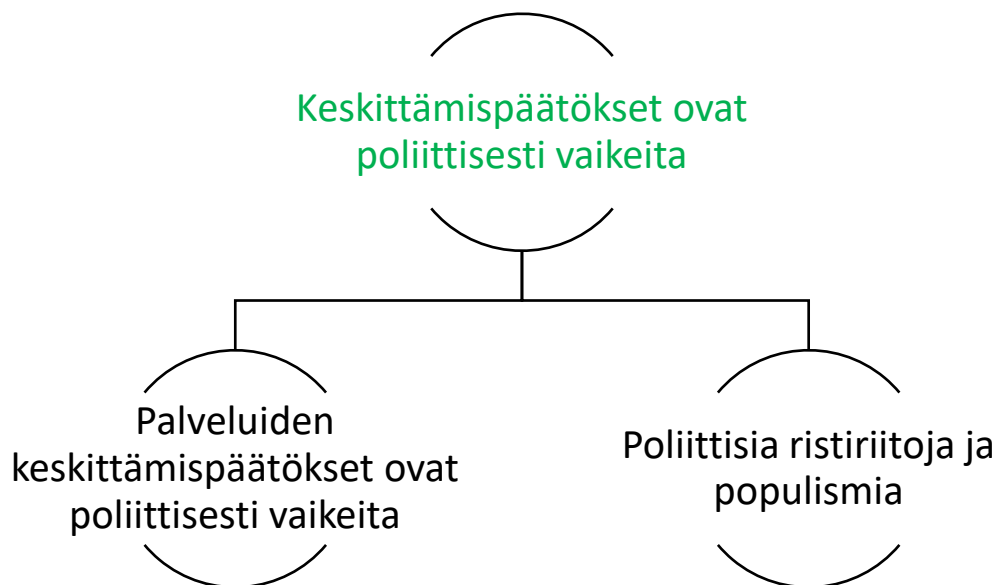 Keskittämispäätökset ovat
poliittisesti vaikeita
Palveluiden
keskittämispäätökset ovat
poliittisesti vaikeita
Poliittisia ristiriitoja ja
populismia